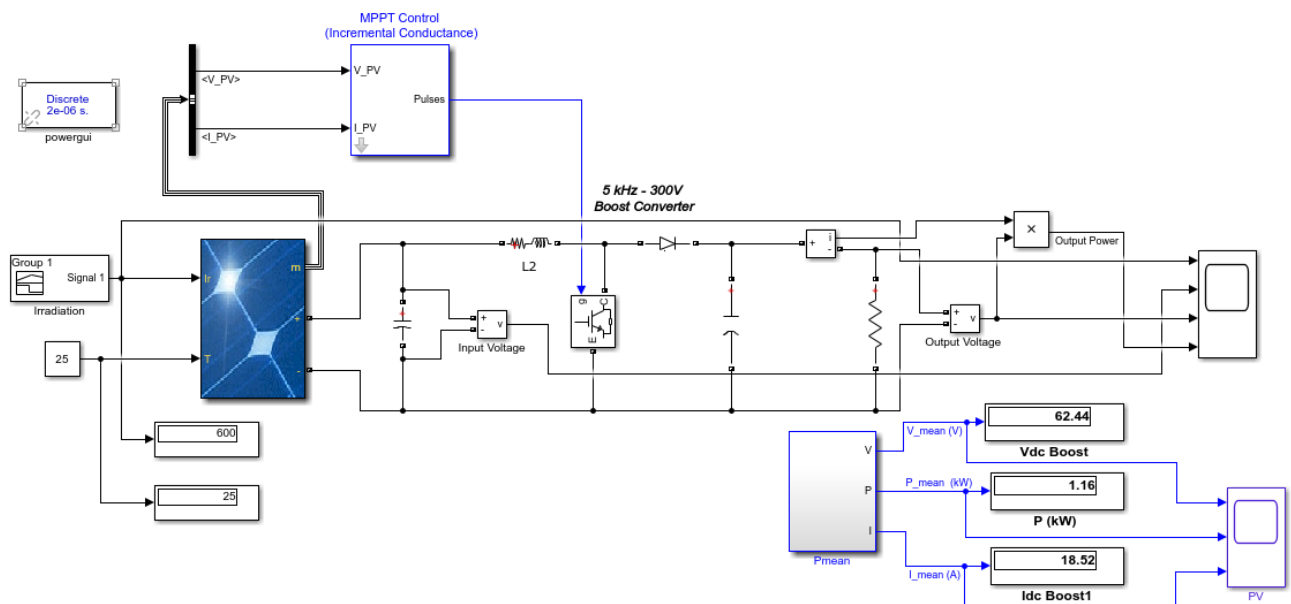 MPPT Control
(Incremental Conductance)
<V_PV>
V_PV
Discrete
2e-06 s.
Pulses
powergui
<I_PV>
I_PV
5 kHz - 300V
Boost Converter
i
+
-
×
Output Power
Group 1
Signal 1
Irradiation
m
Ir
L2
+
g
C
E
+
-
v
Input Voltage
+
-
v
Output Voltage
25
T
-
600
25
V
V_mean (V)
62.44
Vdc Boost
P
P_mean (kW)
1.16
P (kW)
I
I_mean (A)
18.52
Idc Boost1
Pmean
PV